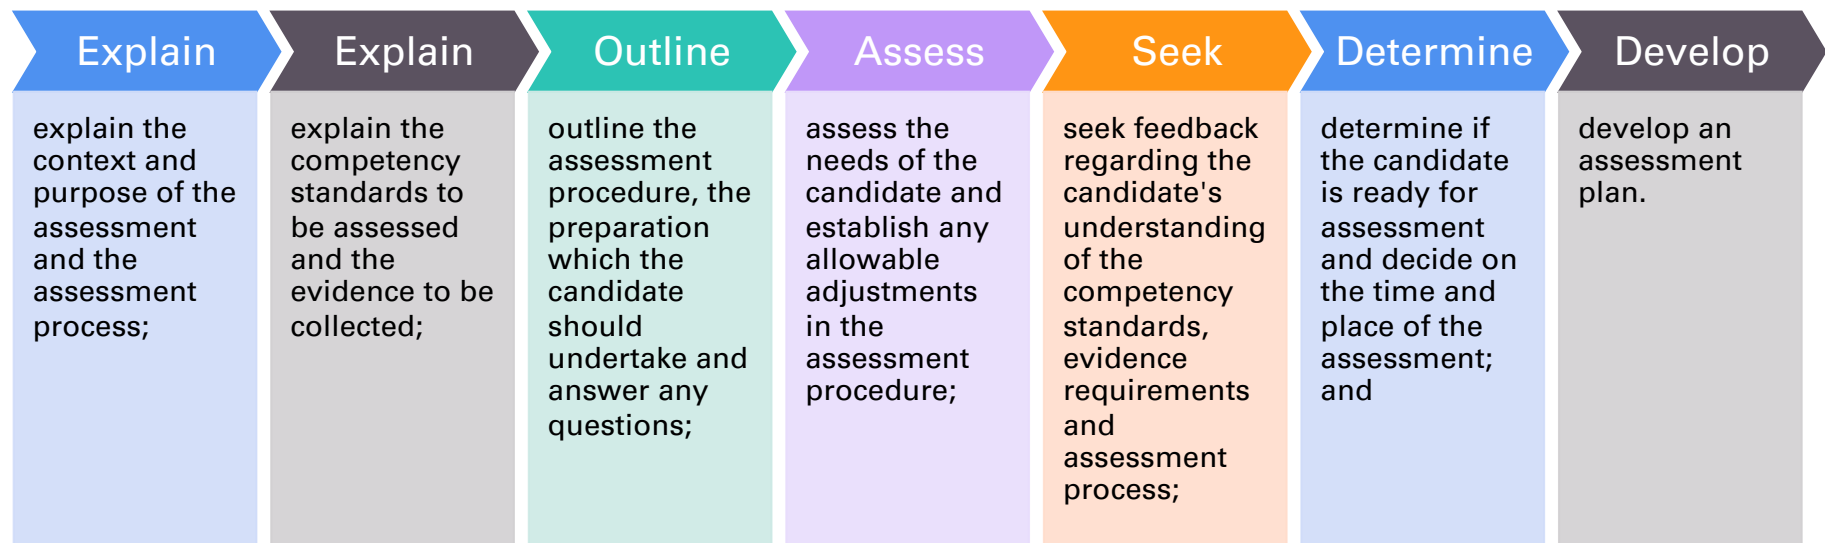 Explain
explain the
context and
purpose of the
assessment
and the
assessment
process;
Explain
explain the
competency
standards to
be assessed
and the
evidence to be
collected;
Outline
outline the
assessment
procedure, the
preparation
which the
candidate
should
undertake and
answer any
questions;
Assess
assess the
needs of the
candidate and
establish any
allowable
adjustments
in the
assessment
procedure;
Seek
seek feedback
regarding the
candidate's
understanding
of the
competency
standards,
evidence
requirements
and
assessment
process;
Determine
determine if
the candidate
is ready for
assessment
and decide on
the time and
place of the
assessment;
and
Develop
develop an
assessment
plan.